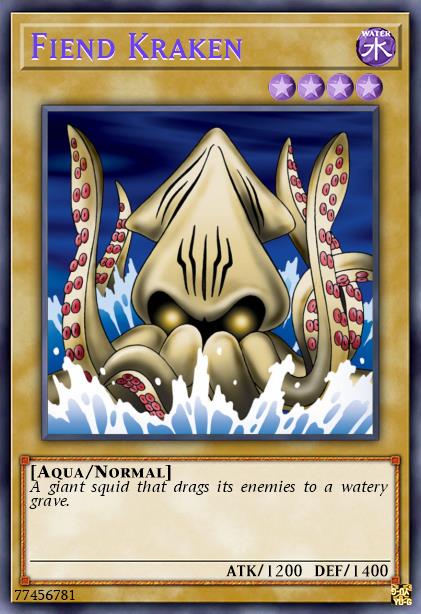 Fiend Kraken
WATER
水
[Aqua/Normal]
A giant squid that drags its enemies to a watery
grave.
ATK/1200 DEF/1400
77456781